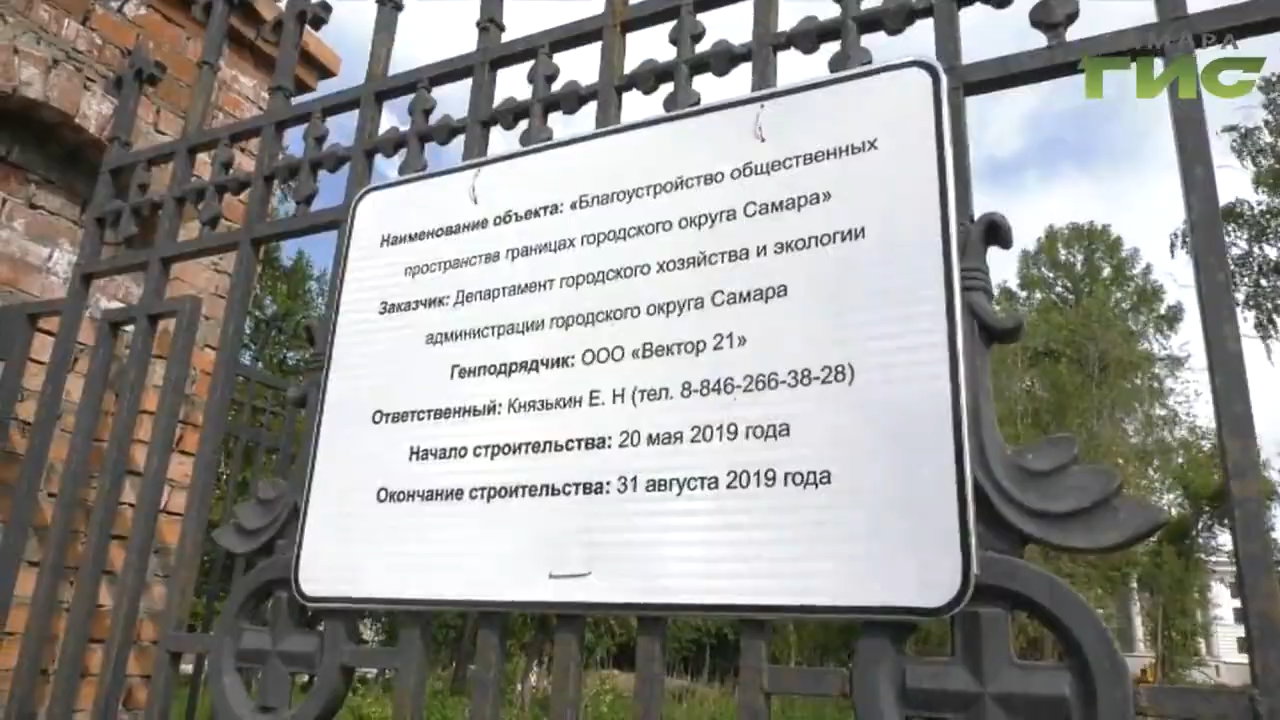 САМАРА
ГИС
Наименование объекта: «Благоустройство общественных
пространств в границах городского округа Самара»
Заказчик: Департамент городского хозяйства и экологии
администрации городского округа Самара
Генподрядчик: ООО «Вектор 21»
Ответственный: Князькин Е. Н (тел. 8-846-266-38-28)
Начало строительства: 20 мая 2019 года
Окончание строительства: 31 августа 2019 года